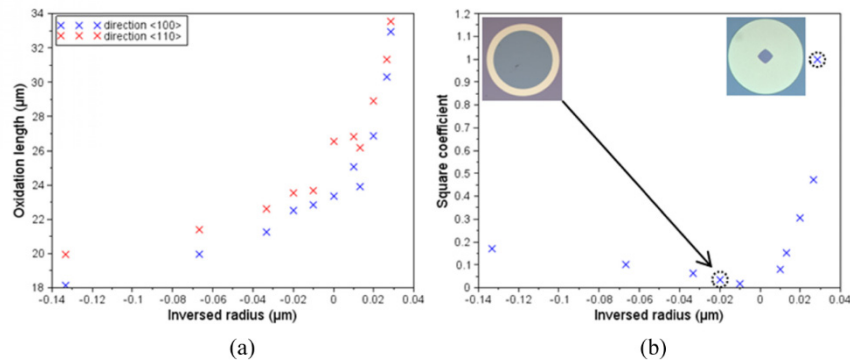 34
32
30
28
26
24
22
20
18
direction <100>
direction <110>
Oxidation length (µm)
-0.14 -0.12 -0.1 -0.08 -0.06 -0.04 -0.02 0 0.02 0.04
Inversed radius (µm)
(a)
1.2
1.1
1
0.9
0.8
0.7
0.6
0.5
0.4
0.3
0.2
0.1
0
Square coefficient
-0.14 -0.12 -0.1 -0.08 -0.06 -0.04 -0.02 0 0.02 0.04
Inversed radius (µm)
(b)